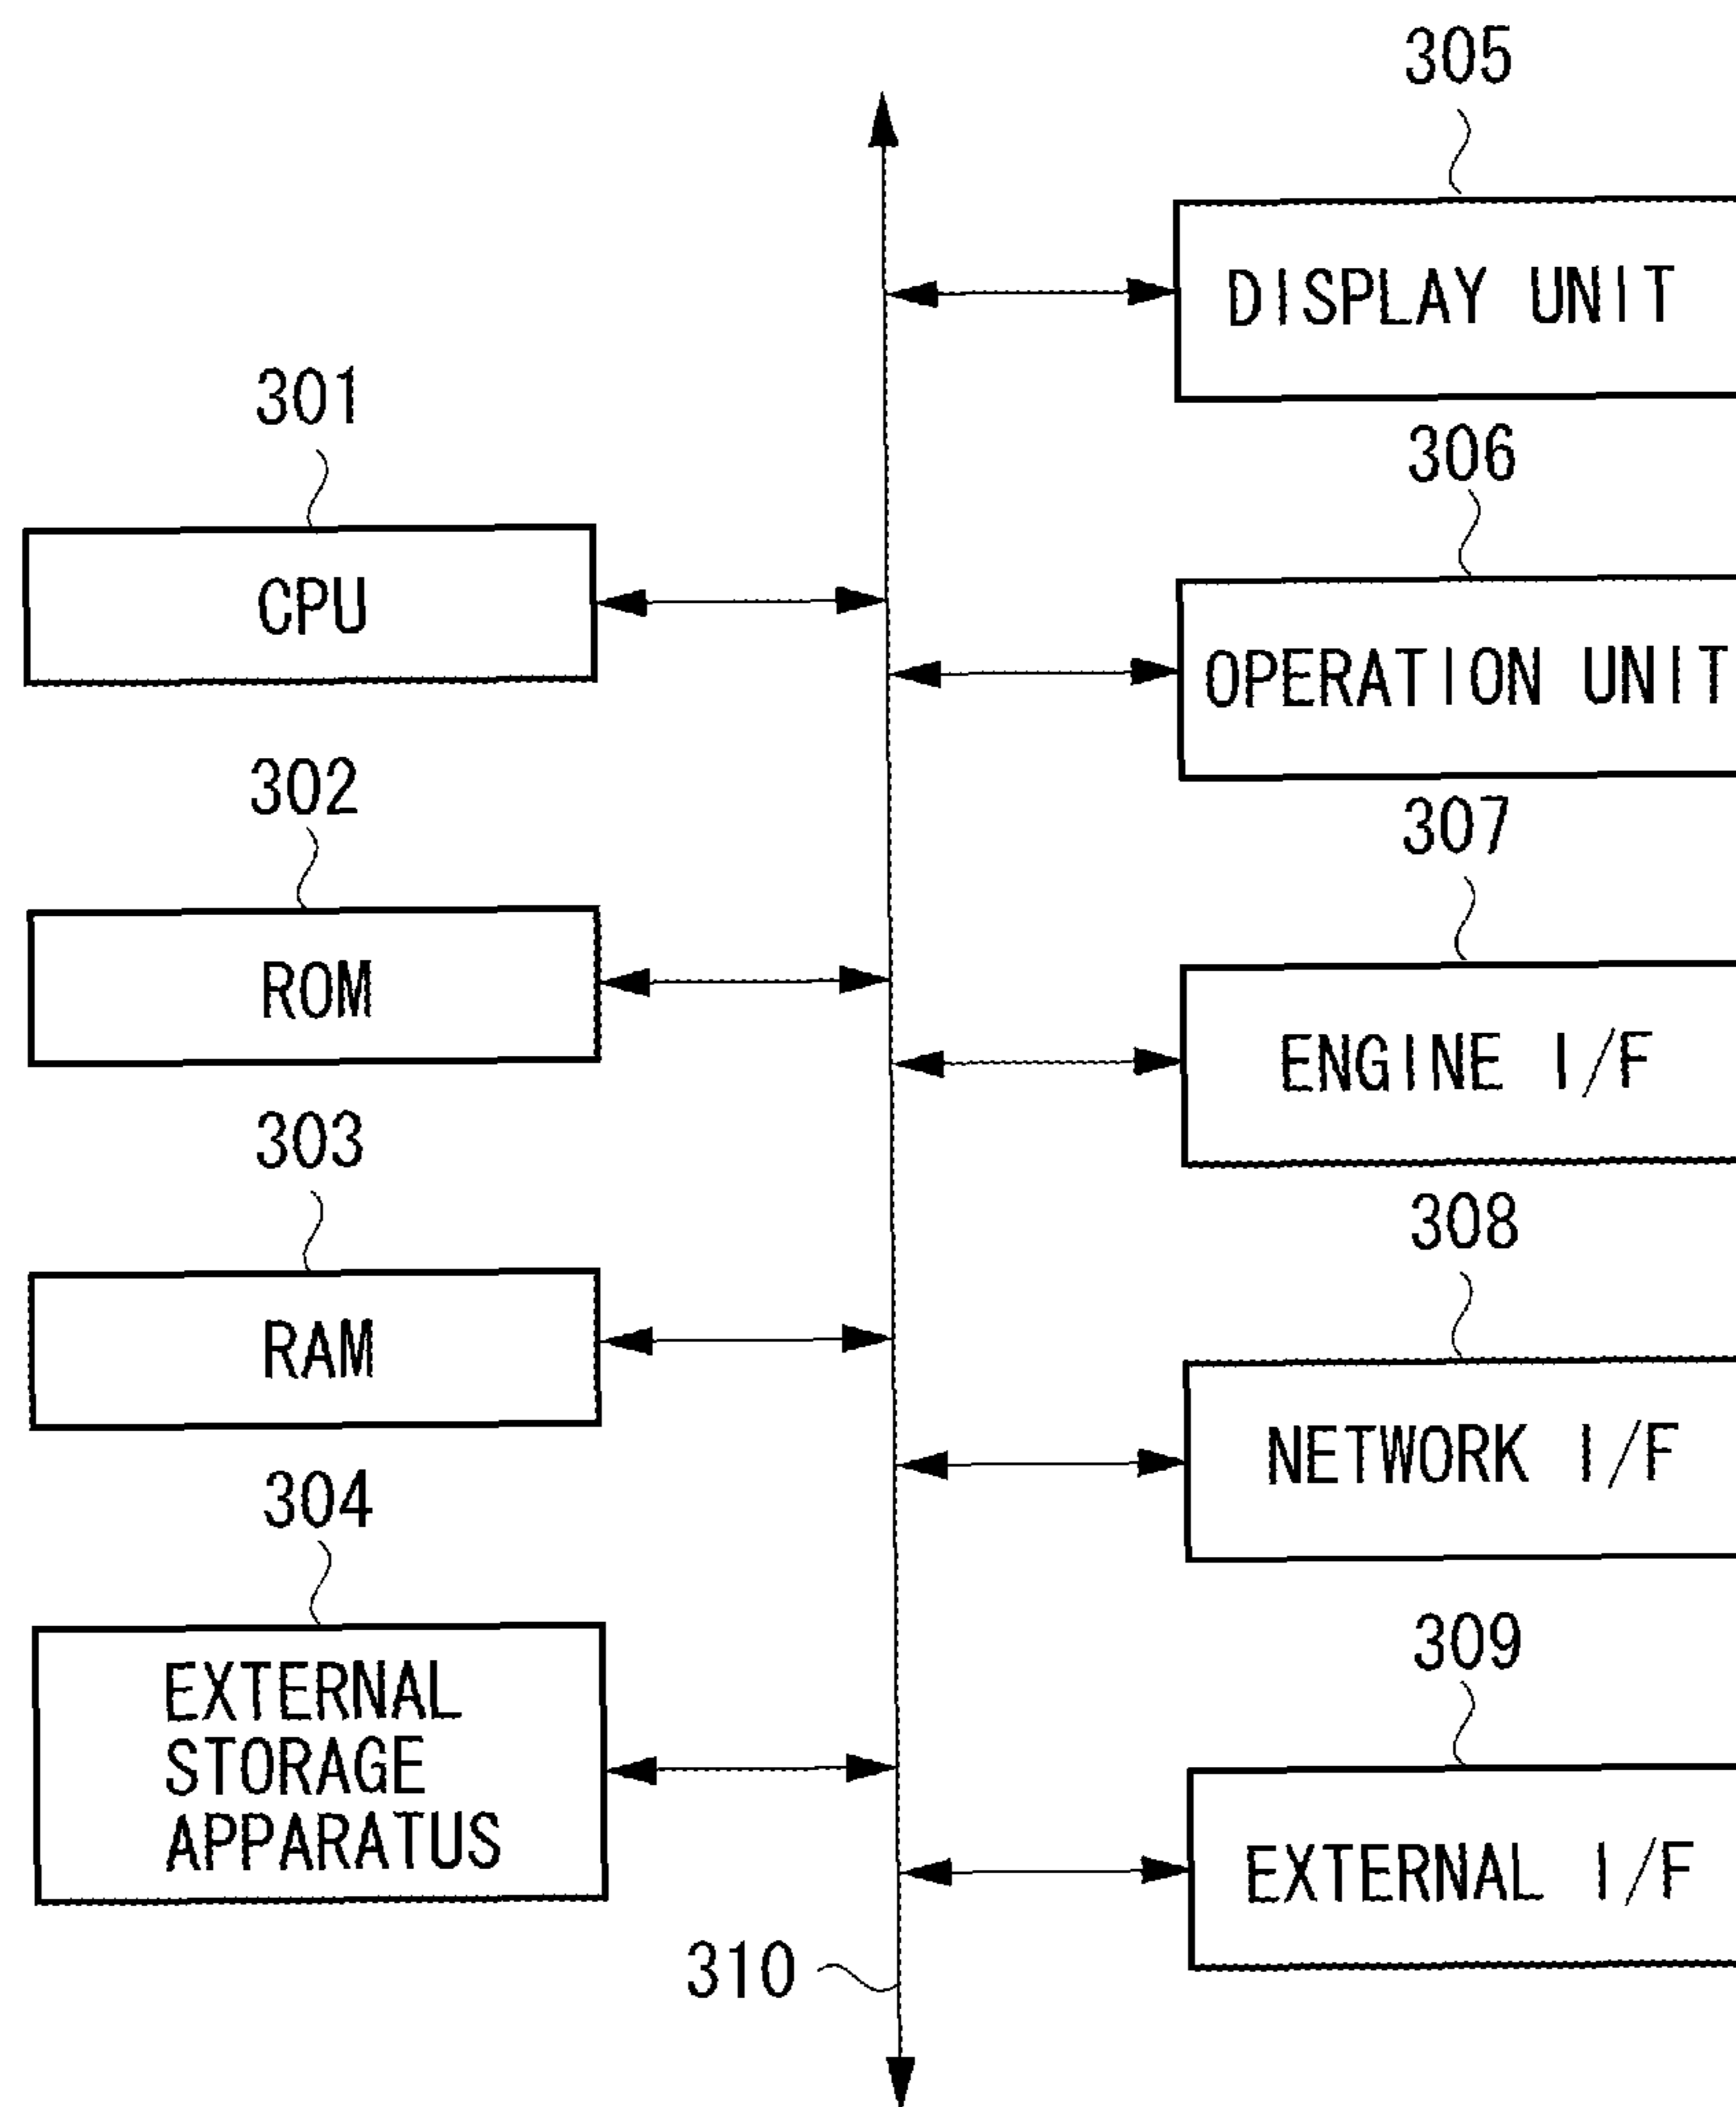 305
DISPLAY UNIT
301
CPU
306
OPERATION UNIT
302
ROM
307
ENGINE I/F
303
RAM
308
NETWORK I/F
304
EXTERNAL
STORAGE
APPARATUS
309
EXTERNAL I/F
310